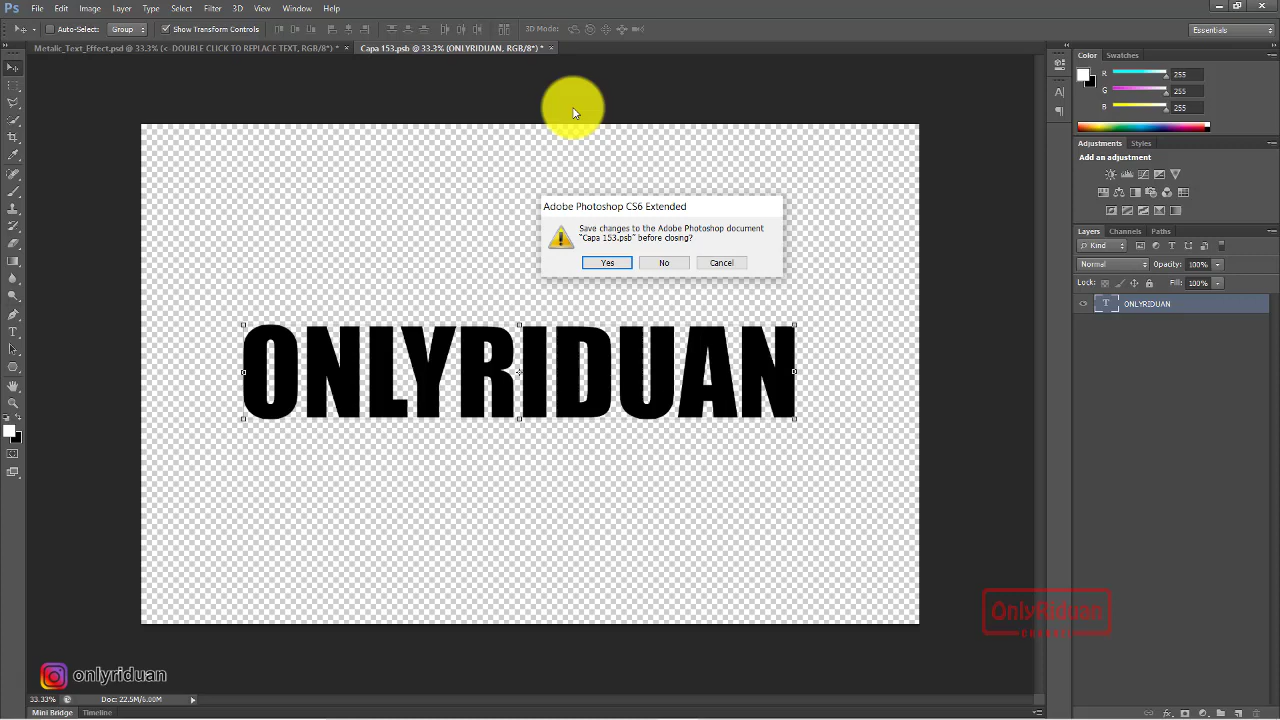 Ps File Edit Image Layer Type Select Filter 3D View Window Help
Auto-Select: Group Show Transform Controls 3D Mode: Essentials
Metalic_Text_Effect.psd @ 33.3% (<- DOUBLE CLICK TO REPLACE TEXT, RGB/8*) * × Capa 153.psb @ 33.3% (ONLYRIDUAN, RGB/8*) * ×
Color Swatches
R 255
G 255
B 255
Adjustments Styles
Add an adjustment
Adobe Photoshop CS6 Extended
Save changes to the Adobe Photoshop document
"Capa 153.psb" before closing?
Yes No Cancel
Layers Channels Paths
Kind
Normal Opacity: 100%
Lock: Fill: 100%
T ONLYRIDUAN
ONLYRIDUAN
OnlyRiduan
onlyriduan
33.33% Doc: 22.5M/6.00M
Mini Bridge Timeline